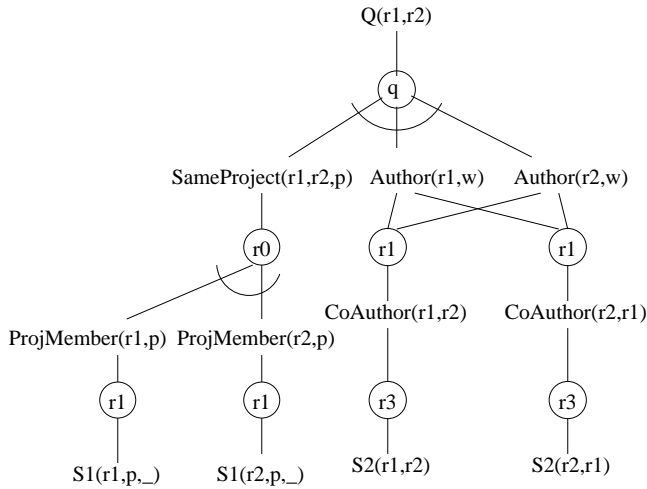 Q(r1,r2)
q
SameProject(r1,r2,p) Author(r1,w) Author(r2,w)
r0 r1 r1
CoAuthor(r1,r2) CoAuthor(r2,r1)
ProjMember(r1,p) ProjMember(r2,p)
r1 r1 r3 r3
S1(r1,p,_) S1(r2,p,_) S2(r1,r2) S2(r2,r1)